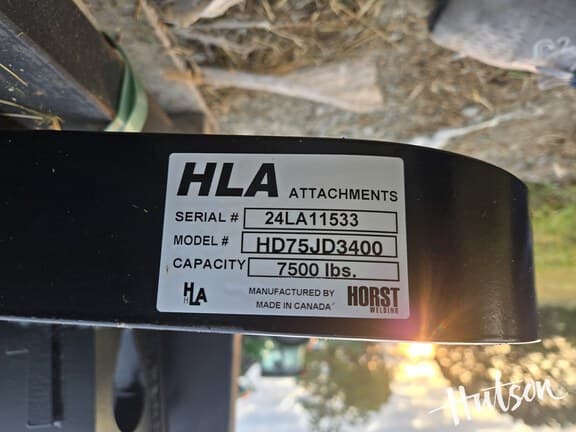 HLA ATTACHMENTS
SERIAL # 24LA11533
MODEL # HD75JD3400
CAPACITY 7500 lbs.
HLA
MANUFACTURED BY
MADE IN CANADA
HORST
WELDING
Hutson